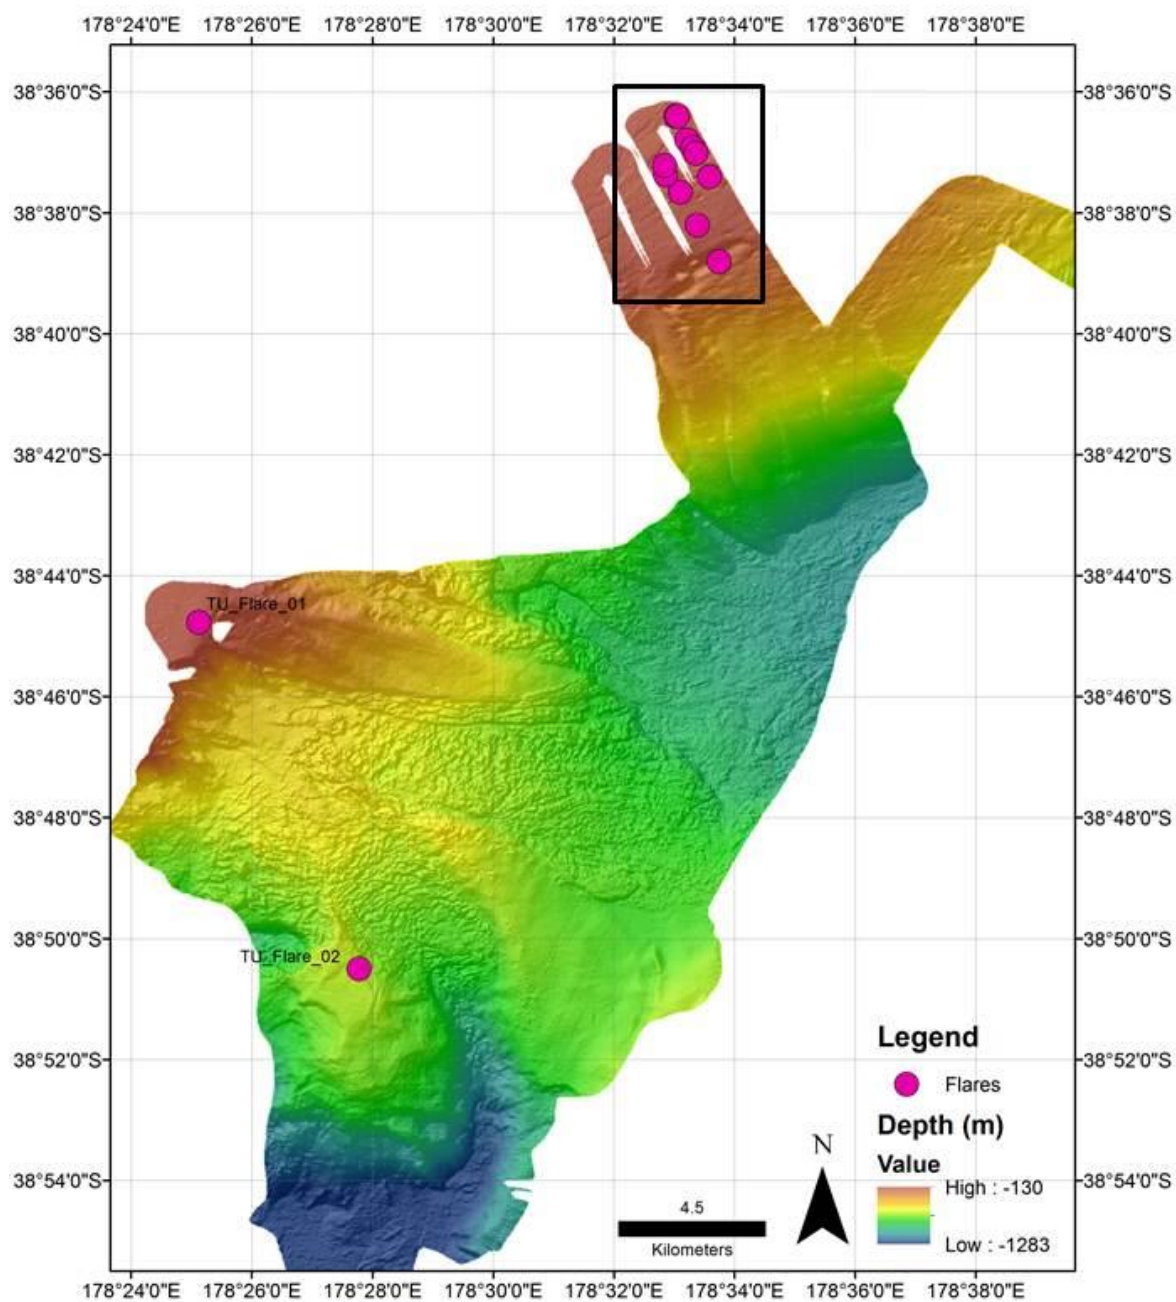 178°24'0"E 178°26'0"E 178°28'0"E 178°30'0"E 178°32'0"E 178°34'0"E 178°36'0"E 178°38'0"E
38°36'0"S 38°36'0"S
38°38'0"S 38°38'0"S
38°40'0"S 38°40'0"S
38°42'0"S 38°42'0"S
38°44'0"S 38°44'0"S
TU_Flare_01
38°46'0"S 38°46'0"S
38°48'0"S 38°48'0"S
38°50'0"S 38°50'0"S
TU_Flare_02
38°52'0"S 38°52'0"S
38°54'0"S 38°54'0"S
Legend
Flares
Depth (m)
Value
High : -130
Low : -1283
N
4.5
Kilometers
178°24'0"E 178°26'0"E 178°28'0"E 178°30'0"E 178°32'0"E 178°34'0"E 178°36'0"E 178°38'0"E